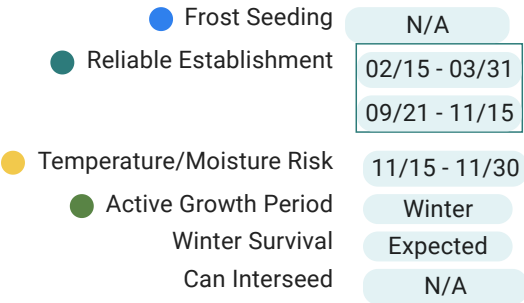 Frost Seeding N/A
Reliable Establishment 02/15 - 03/31
09/21 - 11/15
Temperature/Moisture Risk 11/15 - 11/30
Active Growth Period Winter
Winter Survival Expected
Can Interseed N/A